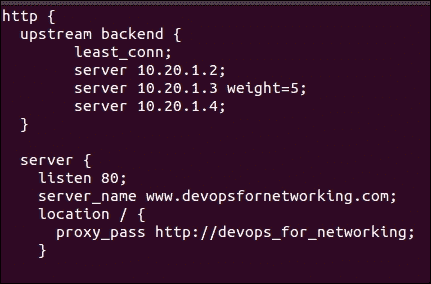 http {
  upstream backend {
        least_conn;
        server 10.20.1.2;
        server 10.20.1.3 weight=5;
        server 10.20.1.4;
  }

  server {
    listen 80;
    server_name www.devopsfornetworking.com;
    location / {
      proxy_pass http://devops_for_networking;
    }